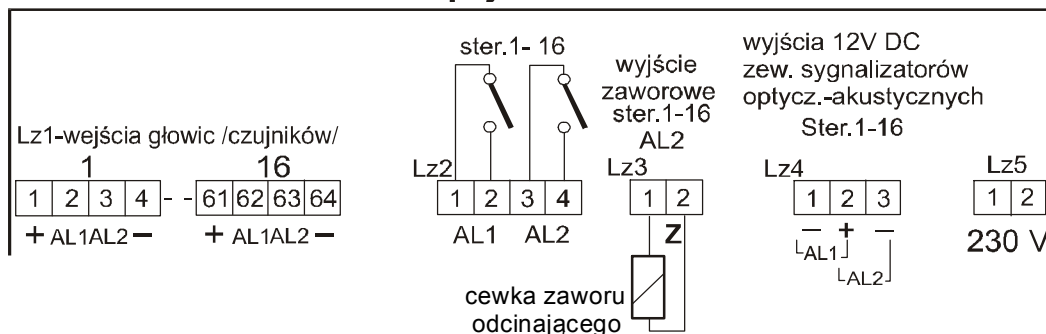 Lz1-wejścia głowic /czujników/
1
16
1 2 3 4 - - 61 62 63 64
+ AL1 AL2 − + AL1 AL2 −
ster.1- 16
Lz2
1 2 3 4
AL1 AL2
wyjście
zaworowe
ster.1-16
AL2
Lz3
1 2
Z
cewka zaworu
odcinającego
wyjścia 12V DC
zew. sygnalizatorów
optycz.-akustycznych
Ster.1-16
Lz4
1 2 3
− + −
AL1
AL2
Lz5
1 2
230 V